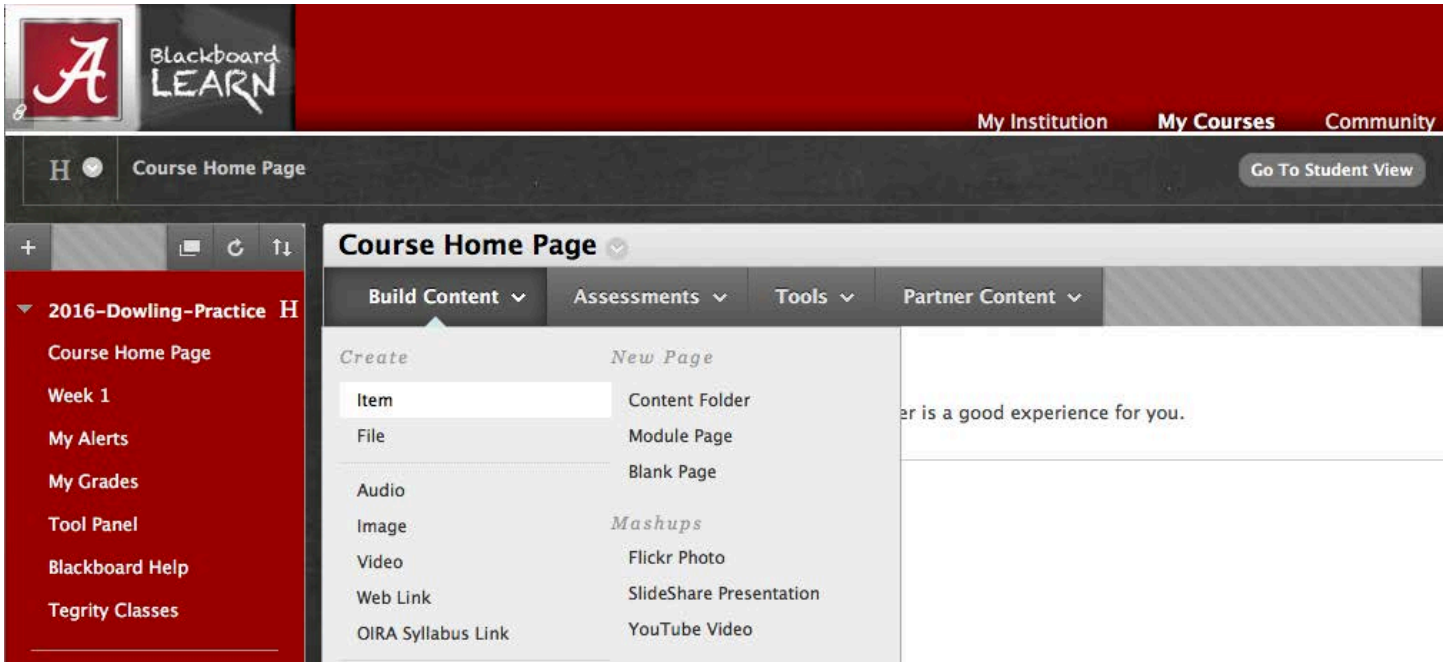 A
Blackboard
LEARN
My Institution My Courses Community
H Course Home Page
Go To Student View
Course Home Page
Build Content Assessments Tools Partner Content
2016-Dowling-Practice H
Course Home Page
Week 1
My Alerts
My Grades
Tool Panel
Blackboard Help
Tegrity Classes
Create
Item
File
Audio
Image
Video
Web Link
OIRA Syllabus Link
New Page
Content Folder
Module Page
Blank Page
Mashups
Flickr Photo
SlideShare Presentation
YouTube Video
er is a good experience for you.